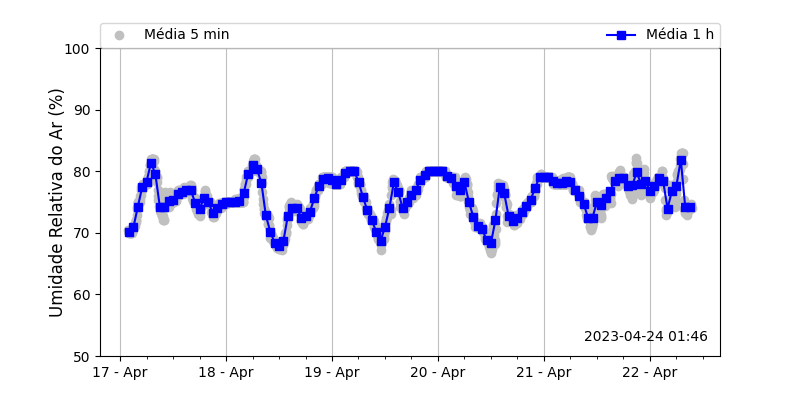 Média 5 min
Média 1 h
Umidade Relativa do Ar (%)
100
90
80
70
60
50
2023-04-24 01:46
17 - Apr
18 - Apr
19 - Apr
20 - Apr
21 - Apr
22 - Apr